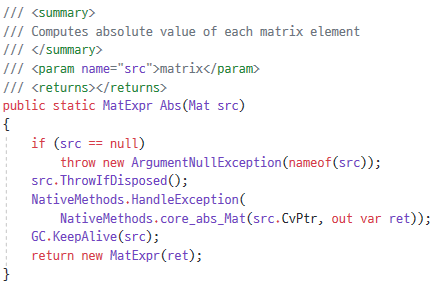 /// <summary>
/// Computes absolute value of each matrix element
/// </summary>
/// <param name="src">matrix</param>
/// <returns></returns>
public static MatExpr Abs(Mat src)
{
    if (src == null)
        throw new ArgumentNullException(nameof(src));
    src.ThrowIfDisposed();
    NativeMethods.HandleException(
        NativeMethods.core_abs_Mat(src.CvPtr, out var ret));
    GC.KeepAlive(src);
    return new MatExpr(ret);
}